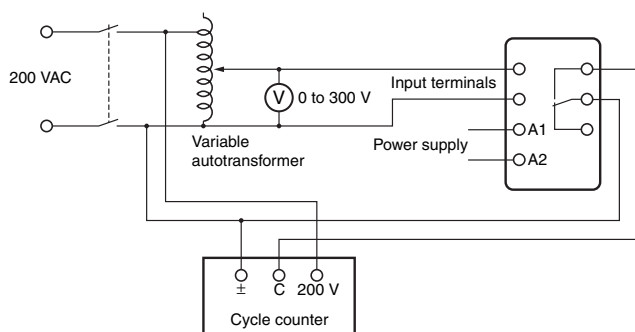 200 VAC
V
0 to 300 V
Variable
autotransformer
Input terminals
Power supply
A1
A2
± C 200 V
Cycle counter